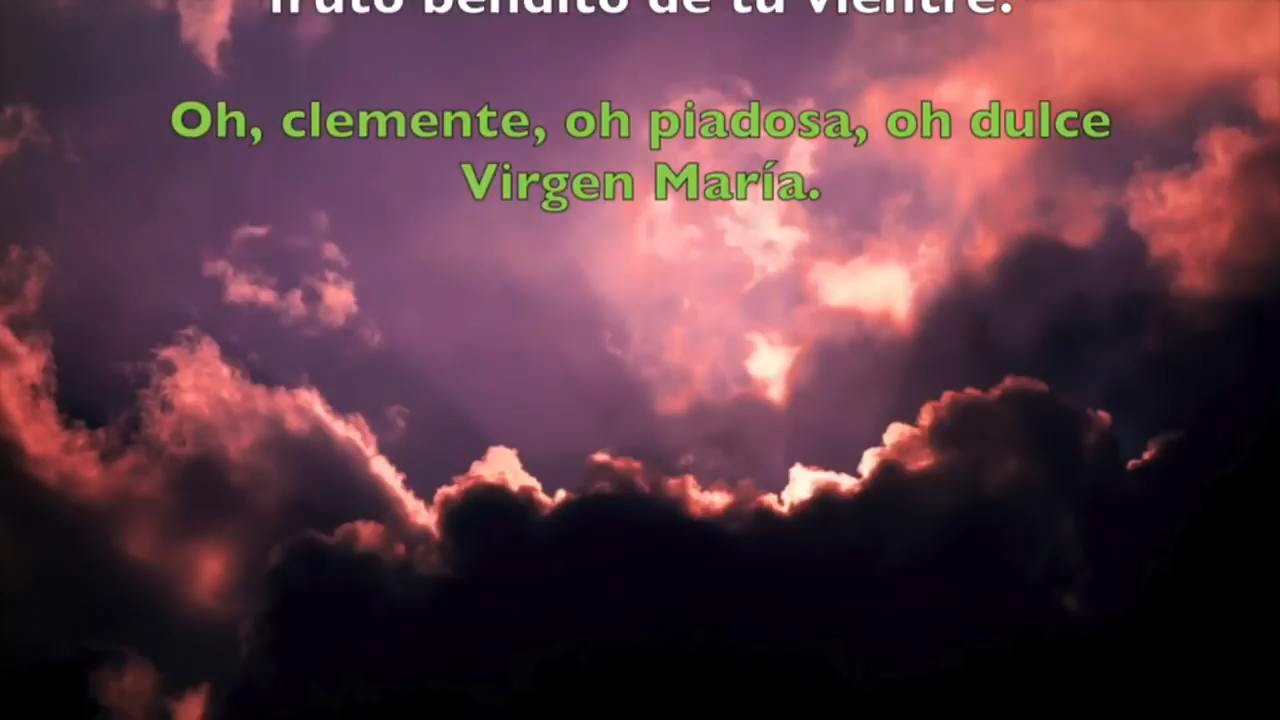 fruto bendito de tu vientre.
Oh, clemente, oh piadosa, oh dulce
Virgen María.